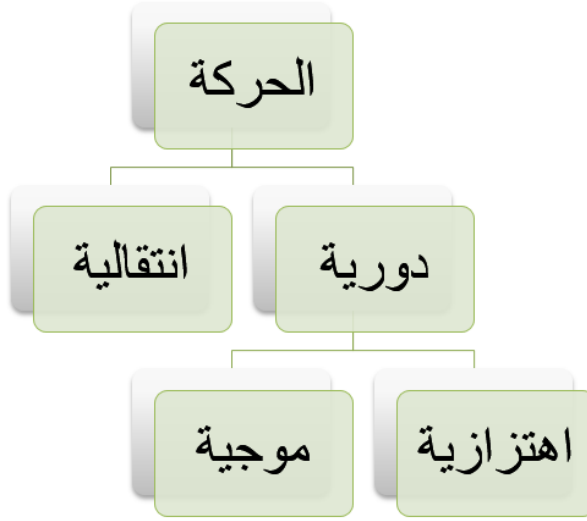 الحركة
دورية
انتقالية
اهتزازية
موجية